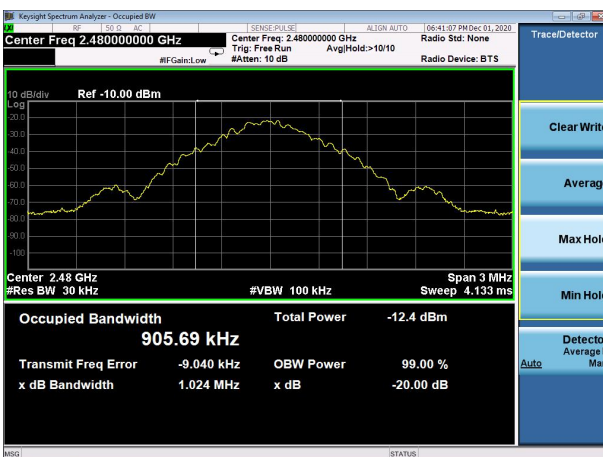 Keysight Spectrum Analyzer - Occupied BW
RF 50 Ω AC SENSE:PULSE ALIGN AUTO 06:41:07 PM Dec 01, 2020
Center Freq 2.480000000 GHz
Center Freq: 2.480000000 GHz Radio Std: None
Trig: Free Run Avg|Hold:>10/10
#IFGain:Low #Atten: 10 dB Radio Device: BTS
Trace/Detector
10 dB/div Ref -10.00 dBm
Log
-20.0
-30.0
-40.0
-50.0
-60.0
-70.0
-80.0
-90.0
-100
Center 2.48 GHz Span 3 MHz
#Res BW 30 kHz #VBW 100 kHz Sweep 4.133 ms
Occupied Bandwidth Total Power -12.4 dBm
905.69 kHz
Transmit Freq Error -9.040 kHz OBW Power 99.00 %
x dB Bandwidth 1.024 MHz x dB -20.00 dB
Clear Write
Average
Max Hold
Min Hold
Detector
Average
Auto Ma
MSG STATUS